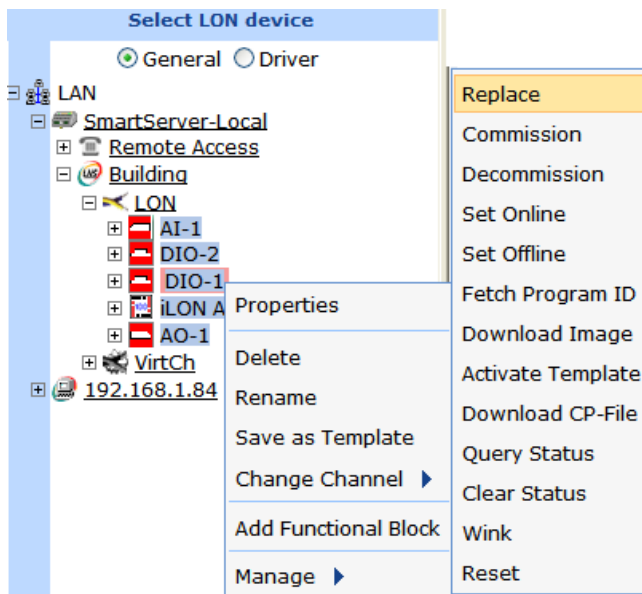 Select LON device
General Driver
LAN
SmartServer-Local
Remote Access
Building
LON
AI-1
DIO-2
DIO-1
iLON A
AO-1
VirtCh
192.168.1.84
Properties
Delete
Rename
Save as Template
Change Channel
Add Functional Block
Manage
Replace
Commission
Decommission
Set Online
Set Offline
Fetch Program ID
Download Image
Activate Template
Download CP-File
Query Status
Clear Status
Wink
Reset